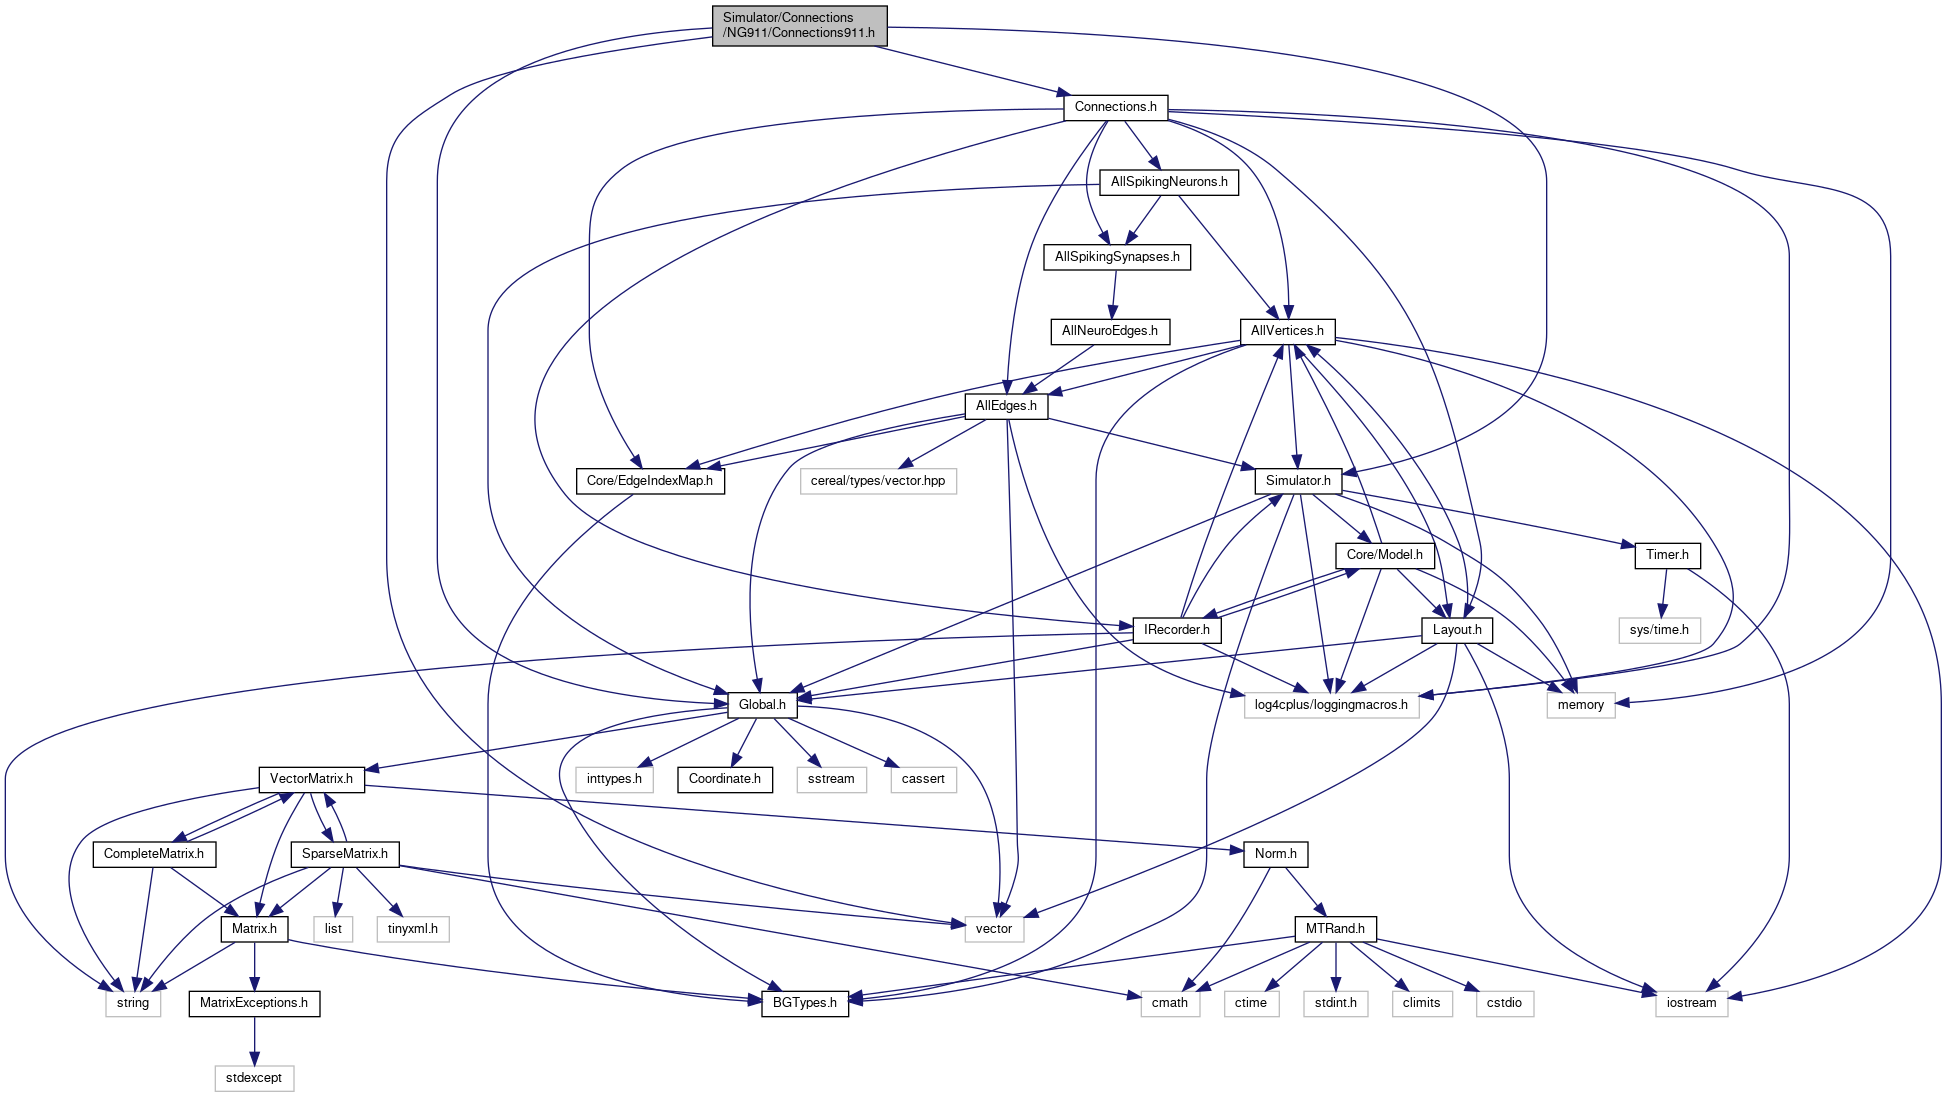 Simulator/Connections
/NG911/Connections911.h
Connections.h
AllSpikingNeurons.h
AllSpikingSynapses.h
AllNeuroEdges.h
AllVertices.h
AllEdges.h
Core/EdgeIndexMap.h
cereal/types/vector.hpp
Simulator.h
Core/Model.h
Timer.h
IRecorder.h
Layout.h
sys/time.h
Global.h
log4cplus/loggingmacros.h
memory
VectorMatrix.h
inttypes.h
Coordinate.h
sstream
cassert
CompleteMatrix.h
SparseMatrix.h
Norm.h
Matrix.h
list
tinyxml.h
vector
MTRand.h
string
MatrixExceptions.h
BGTypes.h
cmath
ctime
stdint.h
climits
cstdio
iostream
stdexcept